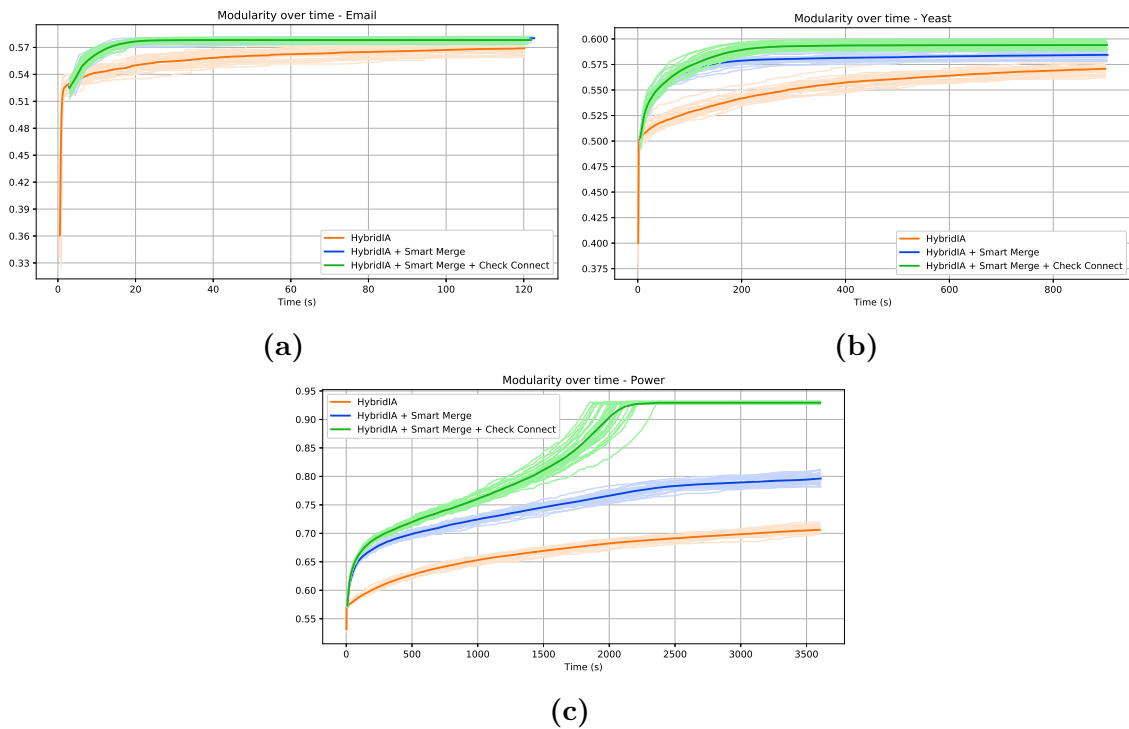 Modularity over time - Email
0.57
0.54
0.51
0.48
0.45
0.42
0.39
0.36
0.33
HybridIA
HybridIA + Smart Merge
HybridIA + Smart Merge + Check Connect
0 20 40 60 80 100 120
Time (s)
(a)
Modularity over time - Yeast
0.600
0.575
0.550
0.525
0.500
0.475
0.450
0.425
0.400
0.375
HybridIA
HybridIA + Smart Merge
HybridIA + Smart Merge + Check Connect
0 200 400 600 800
Time (s)
(b)
Modularity over time - Power
0.95
HybridIA
HybridIA + Smart Merge
HybridIA + Smart Merge + Check Connect
0.90
0.85
0.80
0.75
0.70
0.65
0.60
0.55
0 500 1000 1500 2000 2500 3000 3500
Time (s)
(c)